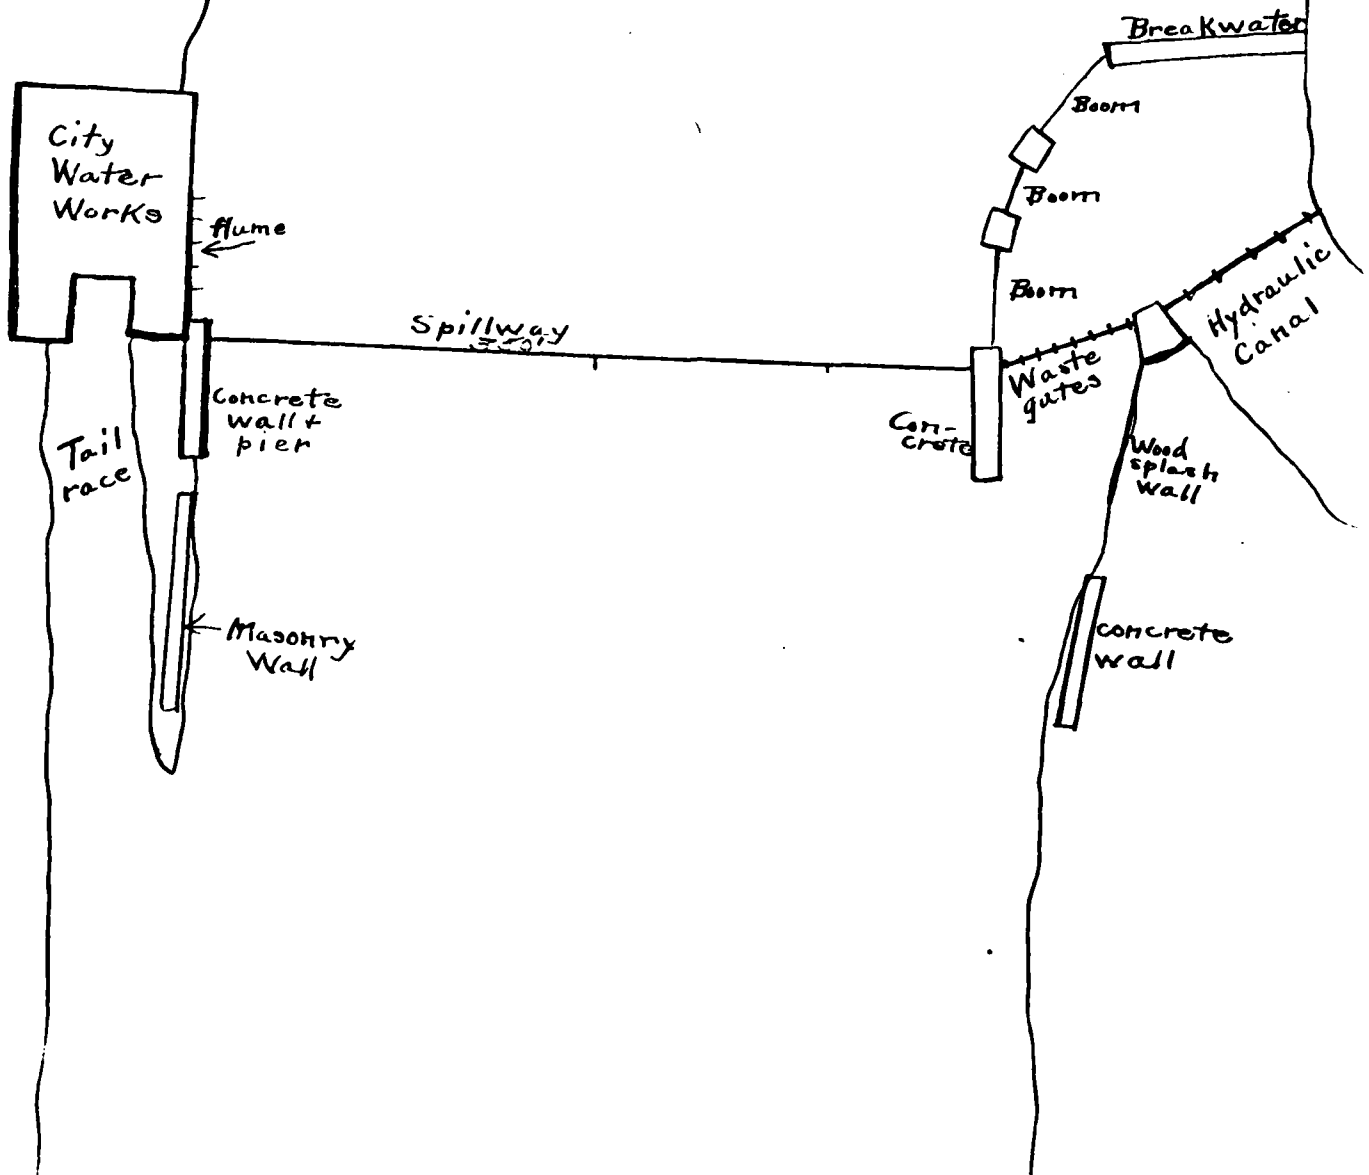 Breakwater
Boom
City
Water
Works
Boom
flume
Boom
Hydraulic
Canal
Spillway
Waste
gates
Concrete
wall +
pier
Con-
crete
Tail
race
Wood
splash
wall
Masonry
Wall
concrete
wall